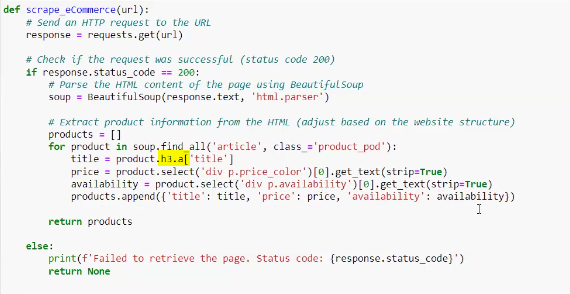 def scrape_eCommerce(url):
    # Send an HTTP request to the URL
    response = requests.get(url)

    # Check if the request was successful (status code 200)
    if response.status_code == 200:
        # Parse the HTML content of the page using BeautifulSoup
        soup = BeautifulSoup(response.text, 'html.parser')

        # Extract product information from the HTML (adjust based on the website structure)
        products = []
        for product in soup.find_all('article', class_='product_pod'):
            title = product.h3.a['title']
            price = product.select('div p.price_color')[0].get_text(strip=True)
            availability = product.select('div p.availability')[0].get_text(strip=True)
            products.append({'title': title, 'price': price, 'availability': availability})

        return products

    else:
        print(f'Failed to retrieve the page. Status code: {response.status_code}')
        return None